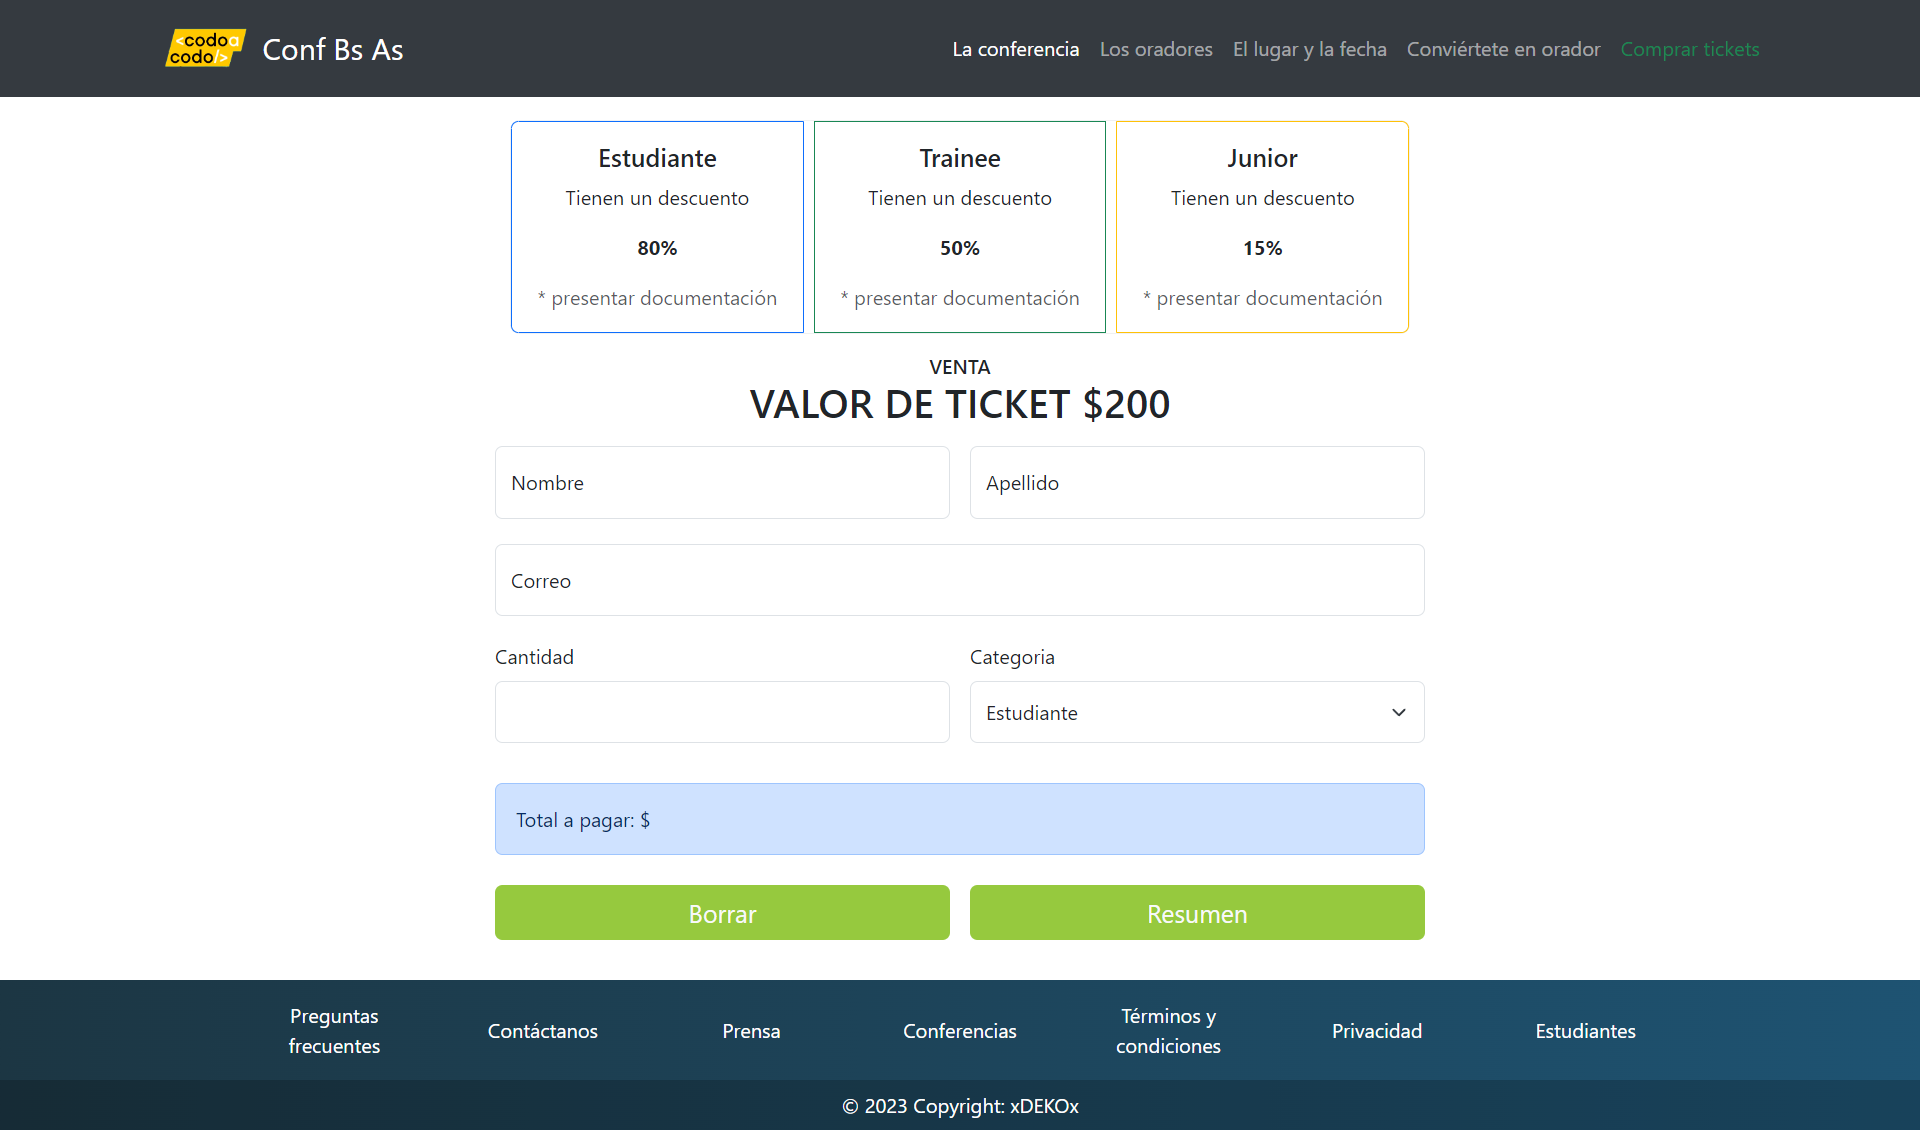 <codoa
codo/>
Conf Bs As
La conferencia
Los oradores
El lugar y la fecha
Conviértete en orador
Comprar tickets
Estudiante
Tienen un descuento
80%
* presentar documentación
Trainee
Tienen un descuento
50%
* presentar documentación
Junior
Tienen un descuento
15%
* presentar documentación
VENTA
VALOR DE TICKET $200
Nombre
Apellido
Correo
Cantidad
Categoria
Estudiante
Total a pagar: $
Borrar
Resumen
Preguntas
frecuentes
Contáctanos
Prensa
Conferencias
Términos y
condiciones
Privacidad
Estudiantes
© 2023 Copyright: xDEKOx